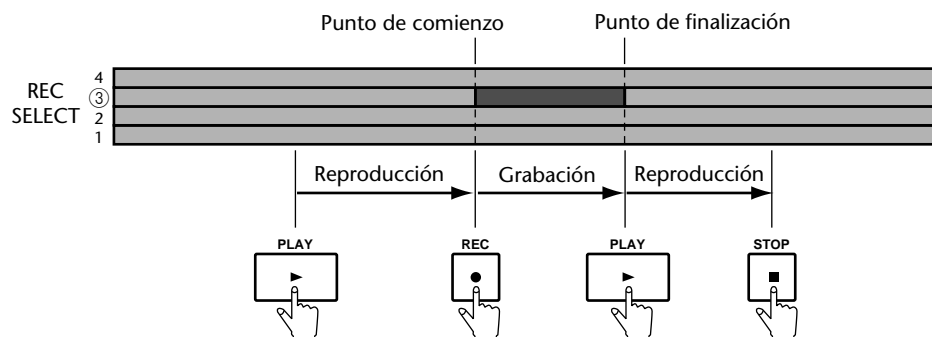 Punto de comienzo
Punto de finalización
REC
SELECT
4
③
2
1
Reproducción
Grabación
Reproducción
PLAY
REC
PLAY
STOP